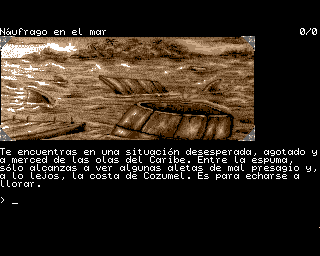 Náufrago en el mar 0/0
Te encuentras en una situación desesperada, agotado y
a merced de las olas del Caribe. Entre la espuma,
sólo alcanzas a ver algunas aletas de mal presagio y,
a lo lejos, la costa de Cozumel. Es para echarse a
llorar.
> _